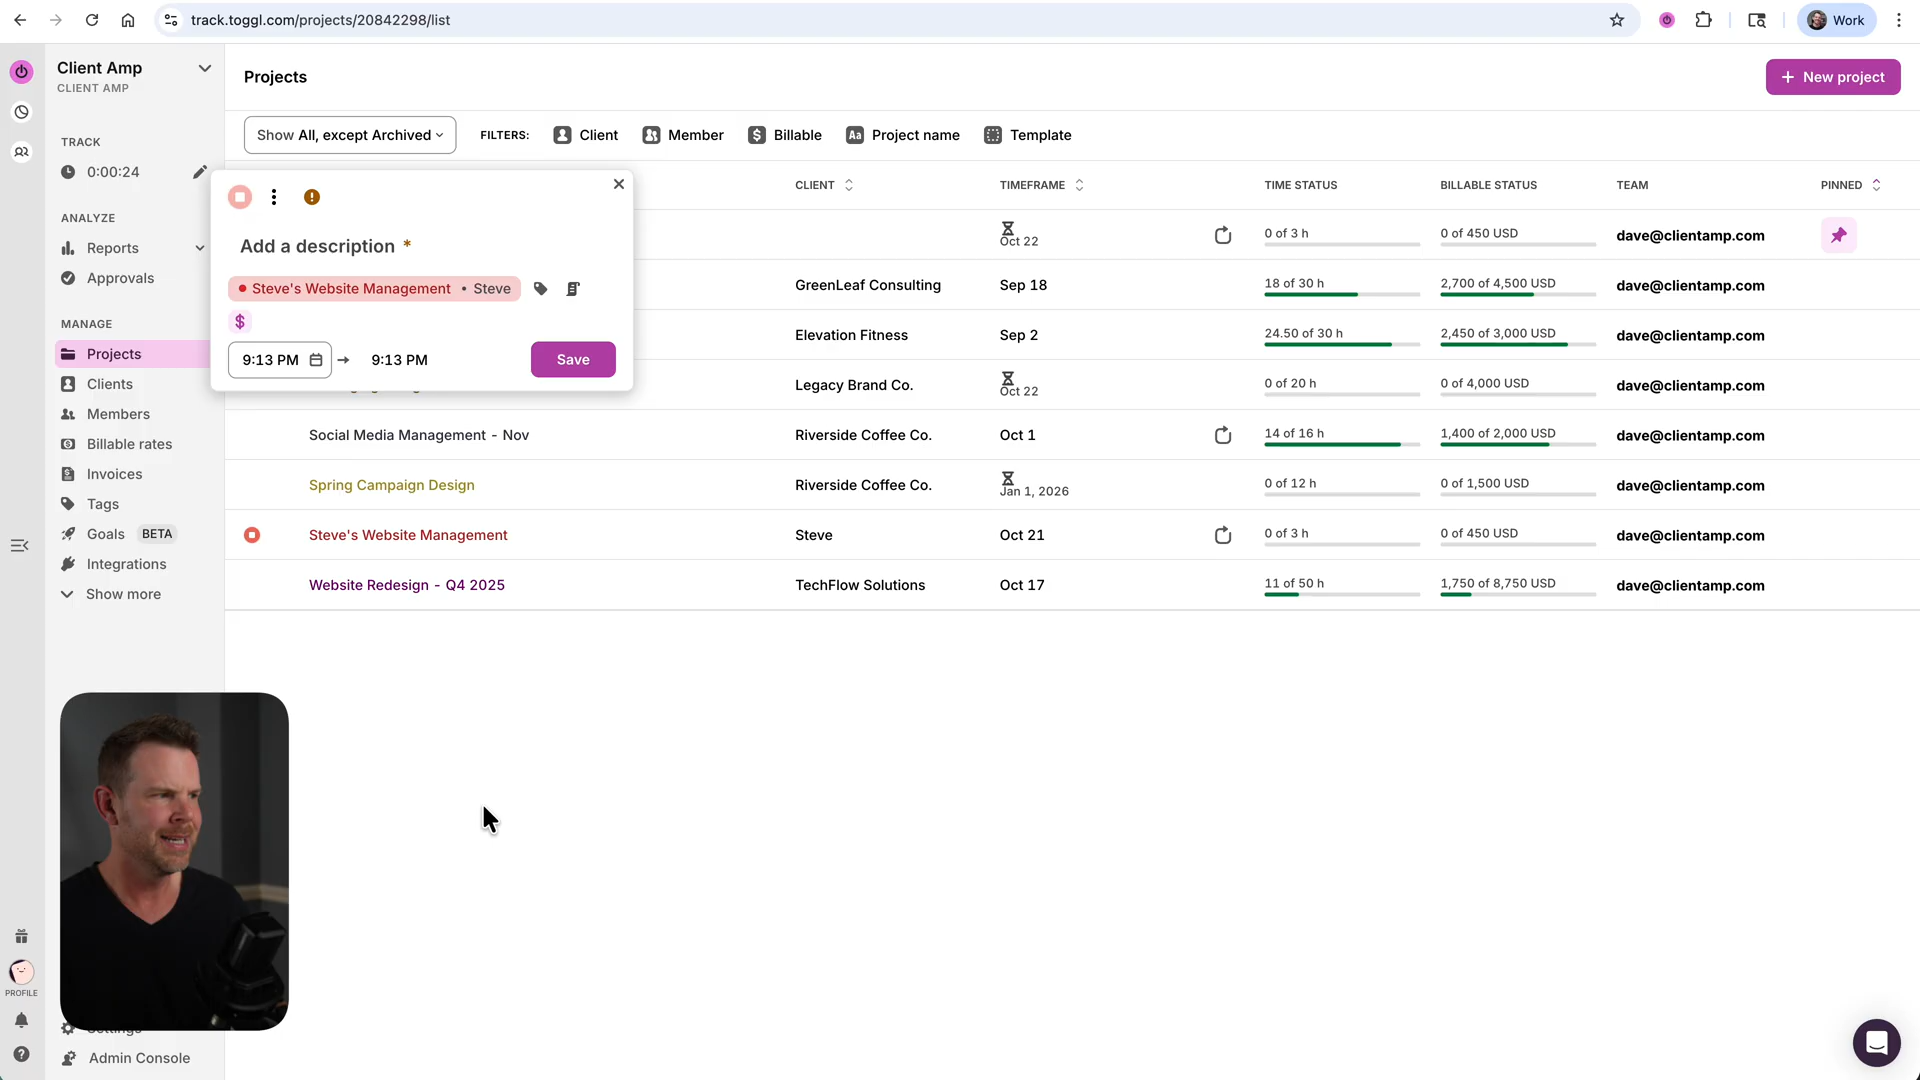 track.toggl.com/projects/20842298/list
Work
Client Amp
CLIENT AMP
TRACK
0:00:24
ANALYZE
Reports
Approvals
MANAGE
Projects
Clients
Members
Billable rates
Invoices
Tags
Goals BETA
Integrations
Show more
PROFILE
Settings
Admin Console
Projects
New project
Show All, except Archived
FILTERS: Client Member Billable Project name Template
Add a description *
Steve's Website Management • Steve
$
9:13 PM → 9:13 PM
Save
CLIENT TIMEFRAME TIME STATUS BILLABLE STATUS TEAM PINNED
Oct 22 0 of 3 h 0 of 450 USD dave@clientamp.com
GreenLeaf Consulting Sep 18 18 of 30 h 2,700 of 4,500 USD dave@clientamp.com
Elevation Fitness Sep 2 24.50 of 30 h 2,450 of 3,000 USD dave@clientamp.com
Legacy Brand Co. Oct 22 0 of 20 h 0 of 4,000 USD dave@clientamp.com
Social Media Management - Nov Riverside Coffee Co. Oct 1 14 of 16 h 1,400 of 2,000 USD dave@clientamp.com
Spring Campaign Design Riverside Coffee Co. Jan 1, 2026 0 of 12 h 0 of 1,500 USD dave@clientamp.com
Steve's Website Management Steve Oct 21 0 of 3 h 0 of 450 USD dave@clientamp.com
Website Redesign - Q4 2025 TechFlow Solutions Oct 17 11 of 50 h 1,750 of 8,750 USD dave@clientamp.com